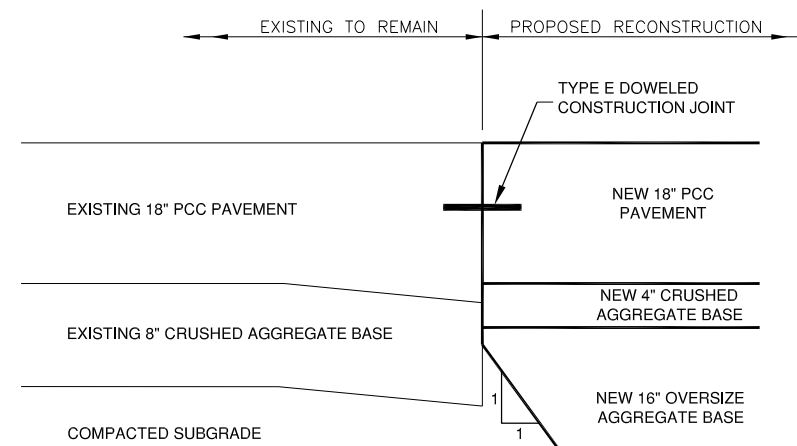 EXISTING TO REMAIN
PROPOSED RECONSTRUCTION
TYPE E DOWELED
CONSTRUCTION JOINT
EXISTING 18" PCC PAVEMENT
NEW 18" PCC
PAVEMENT
NEW 4" CRUSHED
AGGREGATE BASE
EXISTING 8" CRUSHED AGGREGATE BASE
NEW 16" OVERSIZE
AGGREGATE BASE
1
1
COMPACTED SUBGRADE